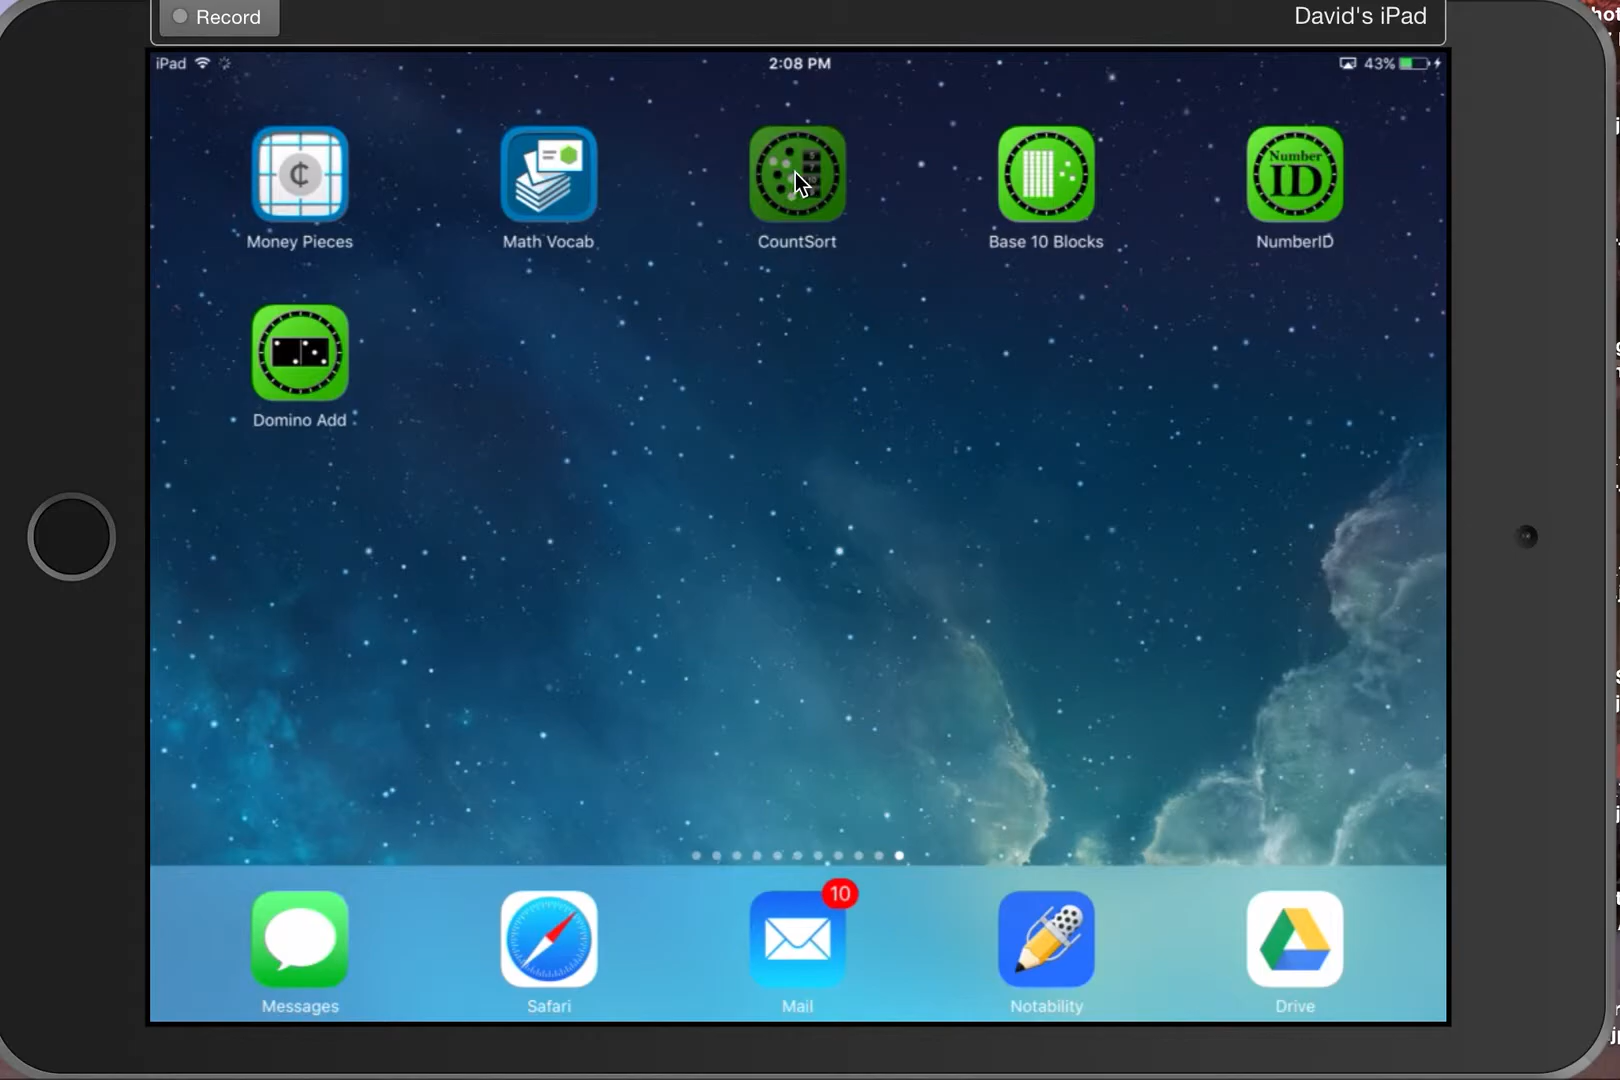 Record
David's iPad
iPad
2:08 PM
43%
¢
Number
ID
Money Pieces
Math Vocab
CountSort
Base 10 Blocks
NumberID
Domino Add
10
Messages
Safari
Mail
Notability
Drive